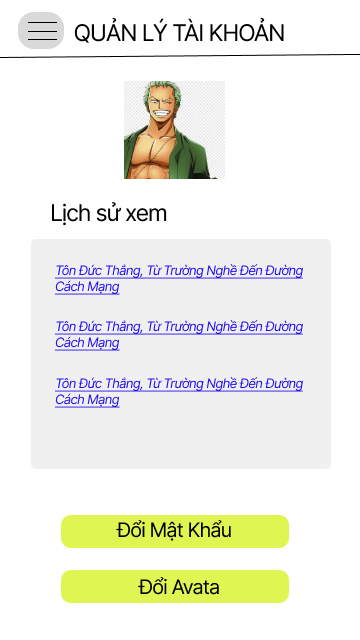 QUẢN LÝ TÀI KHOẢN
Lịch sử xem
Tôn Đức Thắng, Từ Trường Nghề Đến Đường
Cách Mạng
Tôn Đức Thắng, Từ Trường Nghề Đến Đường
Cách Mạng
Tôn Đức Thắng, Từ Trường Nghề Đến Đường
Cách Mạng
Đổi Mật Khẩu
Đổi Avata